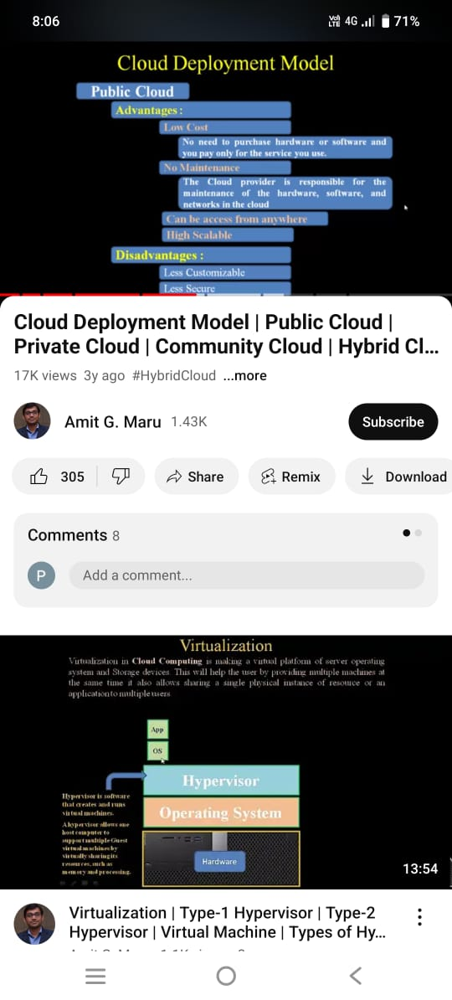 8:06
Vo)) LTE 4G 71%
Cloud Deployment Model
Public Cloud
Advantages :
Low Cost
No need to purchase hardware or software and
you pay only for the service you use.
No Maintenance
The Cloud provider is responsible for the
maintenance of the hardware, software, and
networks in the cloud
Can be access from anywhere
High Scalable
Disadvantages :
Less Customizable
Less Secure
Cloud Deployment Model | Public Cloud |
Private Cloud | Community Cloud | Hybrid Cl...
17K views 3y ago #HybridCloud ...more
Amit G. Maru 1.43K
Subscribe
305
Share
Remix
Download
Comments 8
P
Add a comment...
Virtualization
Virtualization in Cloud Computing is making a virtual platform of server operating
system and Storage devices. This will help the user by providing multiple machines at
the same time it also allows sharing a single physical instance of resource or an
application to multiple users.
App
OS
Hypervisor
Hypervisor is software
that creates and runs
virtual machines.
A hypervisor allows one
host computer to
support multiple Guest
virtual machines by
virtually sharing its
resources, such as
memory and processing.
Operating System
Hardware
13:54
Virtualization | Type-1 Hypervisor | Type-2
Hypervisor | Virtual Machine | Types of Hy...